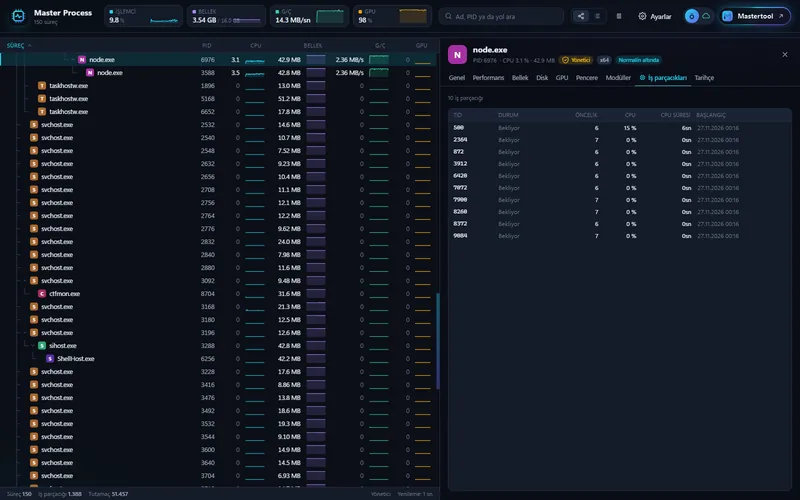 Master Process
150 süreç
İŞLEMCİ
9.8 %
BELLEK
3.54 GB / 16.0 GB
G/Ç
14.3 MB/sn
GPU
98 %
Ad, PID ya da yol ara
Ayarlar
Mastertool
SÜREÇ PID CPU BELLEK G/Ç GPU
node.exe 6976 3.1 42.9 MB 2.36 MB/s 0
node.exe 3588 3.5 42.8 MB 2.36 MB/s 0
taskhostw.exe 1896 0 13.0 MB 0 0
taskhostw.exe 5168 0 51.2 MB 0 0
taskhostw.exe 6652 0 17.8 MB 0 0
svchost.exe 2532 0 14.6 MB 0 0
svchost.exe 2540 0 10.7 MB 0 0
svchost.exe 2548 0 7.52 MB 0 0
svchost.exe 2632 0 9.23 MB 0 0
svchost.exe 2656 0 10.4 MB 0 0
svchost.exe 2708 0 11.1 MB 0 0
svchost.exe 2756 0 12.1 MB 0 0
svchost.exe 2764 0 12.2 MB 0 0
svchost.exe 2776 0 9.62 MB 0 0
svchost.exe 2832 0 24.0 MB 0 0
svchost.exe 2840 0 7.98 MB 0 0
svchost.exe 2880 0 11.6 MB 0 0
svchost.exe 3092 0 9.48 MB 0 0
ctfmon.exe 8704 0 31.6 MB 0 0
svchost.exe 3168 0 21.3 MB 0 0
svchost.exe 3180 0 12.5 MB 0 0
svchost.exe 3196 0 12.6 MB 0 0
sihost.exe 3288 0 42.8 MB 0 0
ShellHost.exe 6256 0 42.2 MB 0 0
svchost.exe 3228 0 17.6 MB 0 0
svchost.exe 3416 0 8.86 MB 0 0
svchost.exe 3476 0 13.8 MB 0 0
svchost.exe 3492 0 18.6 MB 0 0
svchost.exe 3532 0 19.3 MB 0 0
svchost.exe 3544 0 9.10 MB 0 0
svchost.exe 3600 0 14.9 MB 0 0
svchost.exe 3640 0 14.5 MB 0 0
svchost.exe 3704 0 6.93 MB 0 0
Süreç 150 İş parçacığı 1.388 Tutamaç 51.457 Yönetici Yenileme: 1 sn
N node.exe
PID 6976 · CPU 3.1 % · 42.9 MB Yönetici x64 Normalin altında
Genel Performans Bellek Disk GPU Pencere Modüller İş parçacıkları Tarihçe
10 iş parçacığı
TID DURUM ÖNCELİK CPU CPU SÜRESİ BAŞLANGIÇ
500 Bekliyor 6 15 % 6sn 27.11.2026 00:16
2364 Bekliyor 7 0 % 0sn 27.11.2026 00:16
872 Bekliyor 6 0 % 0sn 27.11.2026 00:16
3912 Bekliyor 6 0 % 0sn 27.11.2026 00:16
6420 Bekliyor 6 0 % 0sn 27.11.2026 00:16
7072 Bekliyor 6 0 % 0sn 27.11.2026 00:16
7900 Bekliyor 7 0 % 0sn 27.11.2026 00:16
8260 Bekliyor 7 0 % 0sn 27.11.2026 00:16
8372 Bekliyor 6 0 % 0sn 27.11.2026 00:16
9084 Bekliyor 7 0 % 0sn 27.11.2026 00:16